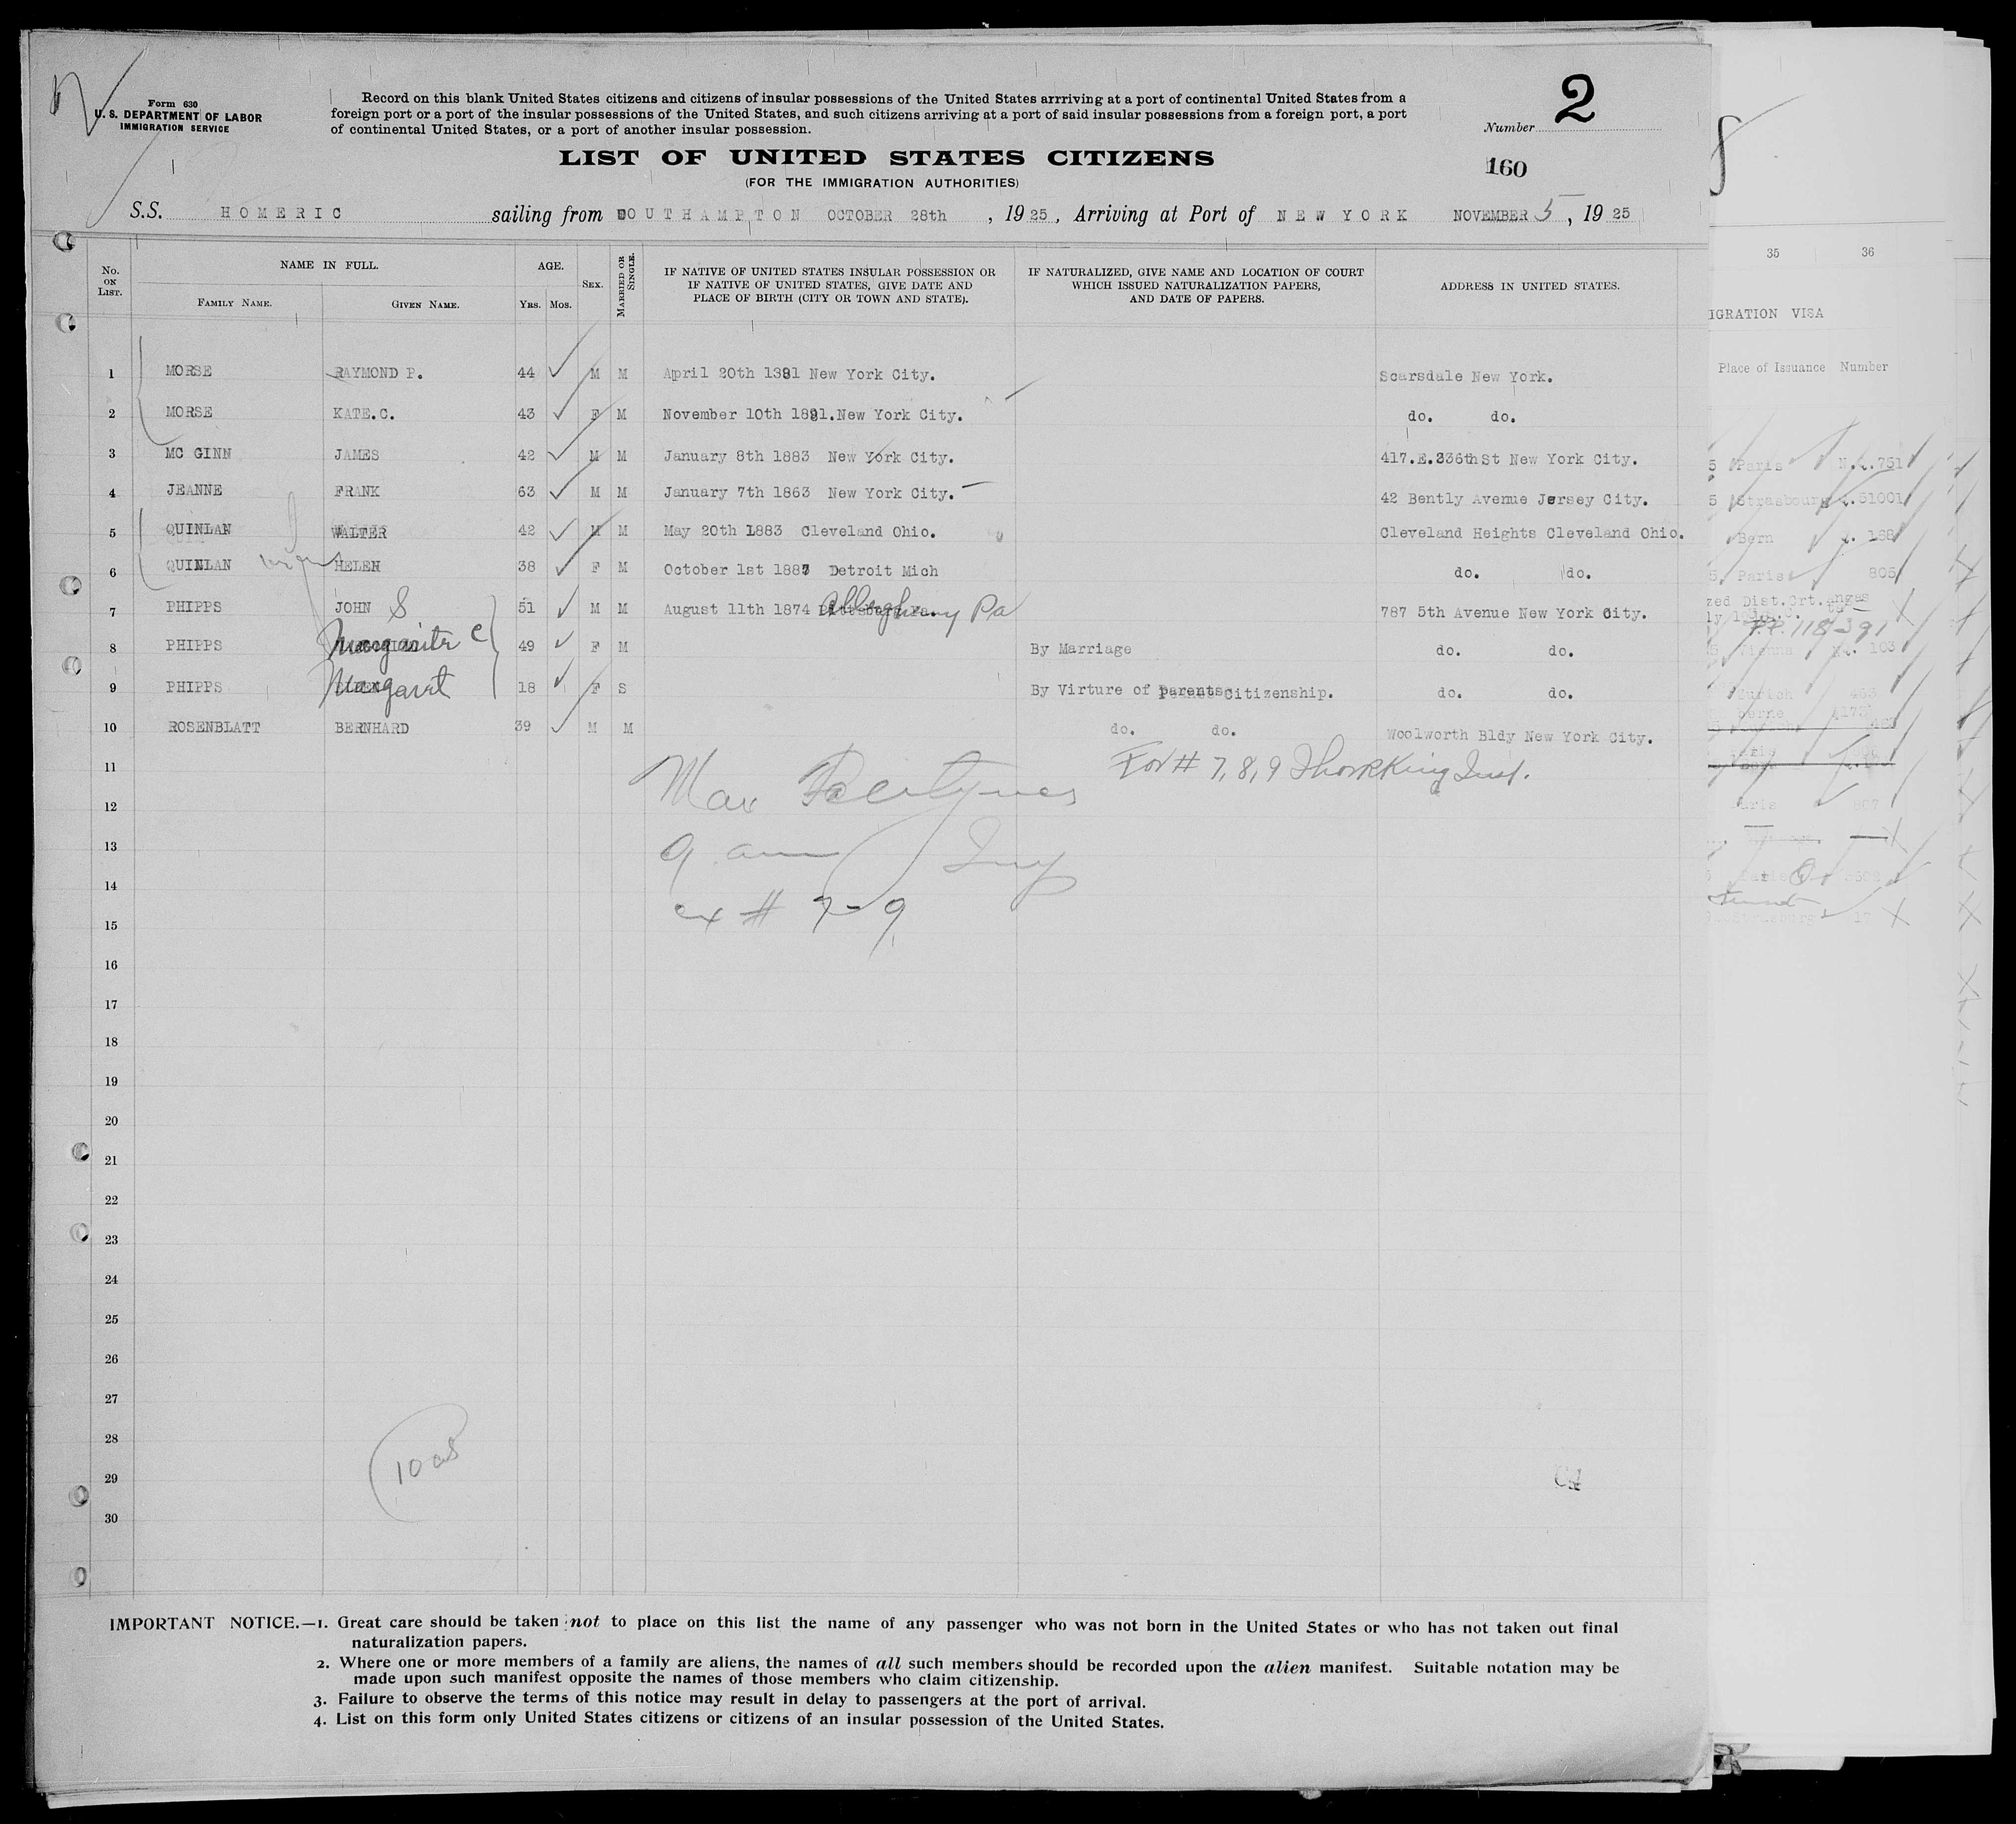 Form 630
U. S. DEPARTMENT OF LABOR
IMMIGRATION SERVICE
Record on this blank United States citizens and citizens of insular possessions of the United States arrriving at a port of continental United States from a
foreign port or a port of the insular possessions of the United States, and such citizens arriving at a port of said insular possessions from a foreign port, a port
of continental United States, or a port of another insular possession.
Number 2
LIST OF UNITED STATES CITIZENS
160
(FOR THE IMMIGRATION AUTHORITIES)
S.S. HOMERIC sailing from SOUTHAMPTON OCTOBER 28th, 1925, Arriving at Port of NEW YORK NOVEMBER 5, 1925
No. ON LIST. NAME IN FULL. FAMILY NAME. GIVEN NAME. AGE. YRS. MOS. SEX. MARRIED OR SINGLE. IF NATIVE OF UNITED STATES INSULAR POSSESSION OR IF NATIVE OF UNITED STATES, GIVE DATE AND PLACE OF BIRTH (CITY OR TOWN AND STATE). IF NATURALIZED, GIVE NAME AND LOCATION OF COURT WHICH ISSUED NATURALIZATION PAPERS, AND DATE OF PAPERS. ADDRESS IN UNITED STATES.
1 MORSE RAYMOND P. 44 M M April 20th 1881 New York City. Scarsdale New York.
2 MORSE KATE.C. 43 F M November 10th 1881.New York City. do. do.
3 MC GINN JAMES 42 M M January 8th 1883 New York City. 417.E.236thSt New York City.
4 JEANNE FRANK 63 M M January 7th 1863 New York City. 42 Bently Avenue Jersey City.
5 QUINLAN WALTER 42 M M May 20th 1883 Cleveland Ohio. Cleveland Heights Cleveland Ohio.
6 QUINLAN HELEN 38 F M October 1st 1887 Detroit Mich do. do.
7 PHIPPS JOHN S 51 M M August 11th 1874 Allegheny Pa 787 5th Avenue New York City.
8 PHIPPS Margarita C 49 F M By Marriage do. do.
9 PHIPPS Margaret 18 F S By Virture of parents Citizenship. do. do.
10 ROSENBLATT BERNHARD 39 M M do. do. Woolworth Bldy New York City.
11 For # 7, 8, 9
12 Max
13
14
15 ex # 7-9
16
17
18
19
20
21
22
23
24
25
26
27
28
29
30
IMPORTANT NOTICE.—1. Great care should be taken not to place on this list the name of any passenger who was not born in the United States or who has not taken out final
naturalization papers.
2. Where one or more members of a family are aliens, the names of all such members should be recorded upon the alien manifest. Suitable notation may be
made upon such manifest opposite the names of those members who claim citizenship.
3. Failure to observe the terms of this notice may result in delay to passengers at the port of arrival.
4. List on this form only United States citizens or citizens of an insular possession of the United States.
35 36
IGRATION VISA
Place of Issuance Number
Paris 751
Strasbourg 51001
Bern
Paris 805
zed Dist.Crt.
P.P. 118391
Vienna 103
Zurich
Berne